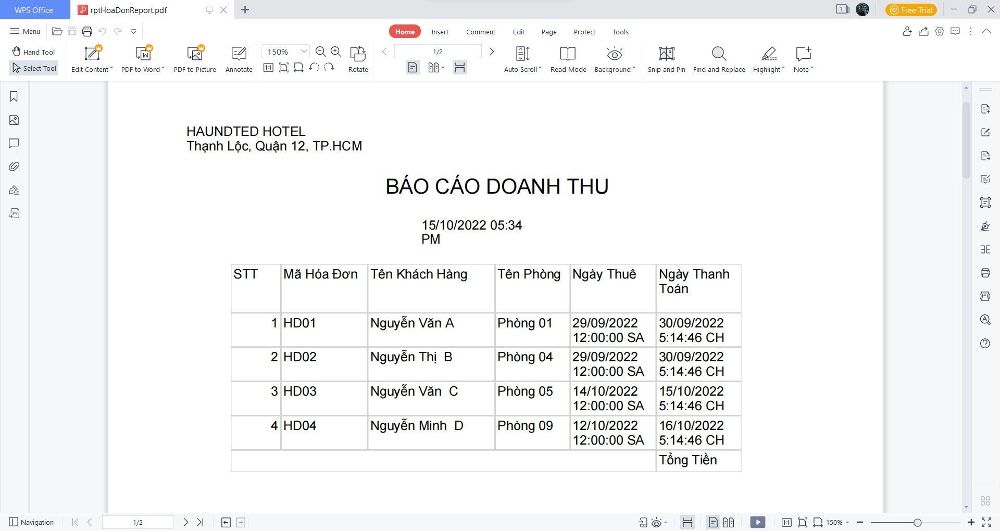 WPS Office
rptHoaDonReport.pdf
1
Free Trial
Menu
Home
Insert
Comment
Edit
Page
Protect
Tools
Hand Tool
Select Tool
Edit Content
PDF to Word
PDF to Picture
Annotate
150%
1:1
Rotate
1/2
Auto Scroll
Read Mode
Background
Snip and Pin
Find and Replace
Highlight
Note
HAUNDTED HOTEL
Thạnh Lộc, Quận 12, TP.HCM
BÁO CÁO DOANH THU
15/10/2022 05:34
PM
STT Mã Hóa Đơn Tên Khách Hàng Tên Phòng Ngày Thuê Ngày Thanh
Toán
1 HD01 Nguyễn Văn A Phòng 01 29/09/2022 30/09/2022
12:00:00 SA 5:14:46 CH
2 HD02 Nguyễn Thị  B Phòng 04 29/09/2022 30/09/2022
12:00:00 SA 5:14:46 CH
3 HD03 Nguyễn Văn  C Phòng 05 14/10/2022 15/10/2022
12:00:00 SA 5:14:46 CH
4 HD04 Nguyễn Minh  D Phòng 09 12/10/2022 16/10/2022
12:00:00 SA 5:14:46 CH
Tổng Tiền
Navigation
1/2
1:1
150%